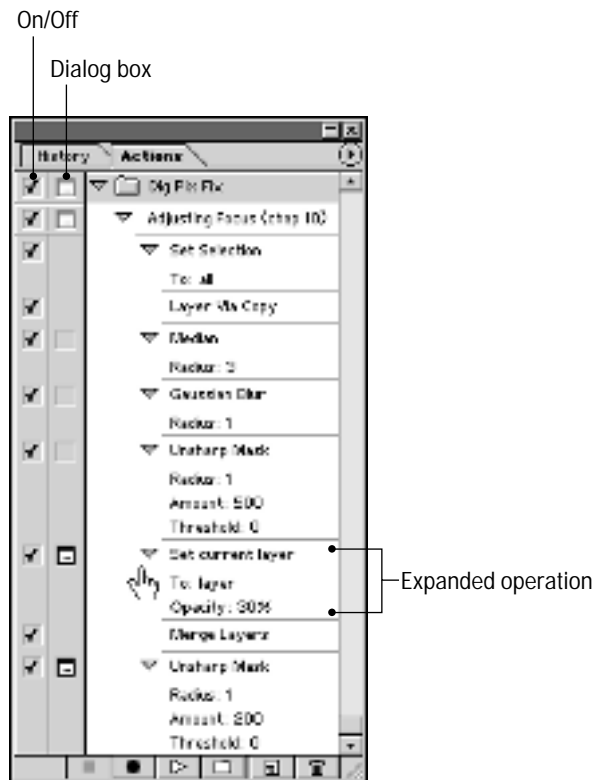 On/Off
Dialog box
History Actions
Dig Pix Fix
Adjusting Focus (chap 10)
Set Selection
To: all
Layer Via Copy
Median
Radius: 3
Gaussian Blur
Radius: 1
Unsharp Mask
Radius: 1
Amount: 500
Threshold: 0
Set current layer
To: layer
Opacity: 30%
Expanded operation
Merge Layers
Unsharp Mask
Radius: 1
Amount: 200
Threshold: 0